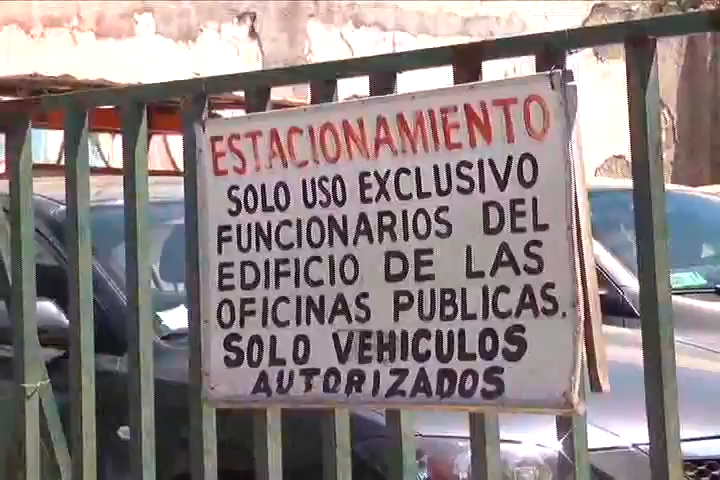 ESTACIONAMIENTO
SOLO USO EXCLUSIVO
FUNCIONARIOS DEL
EDIFICIO DE LAS
OFICINAS PUBLICAS.
SOLO VEHICULOS
AUTORIZADOS